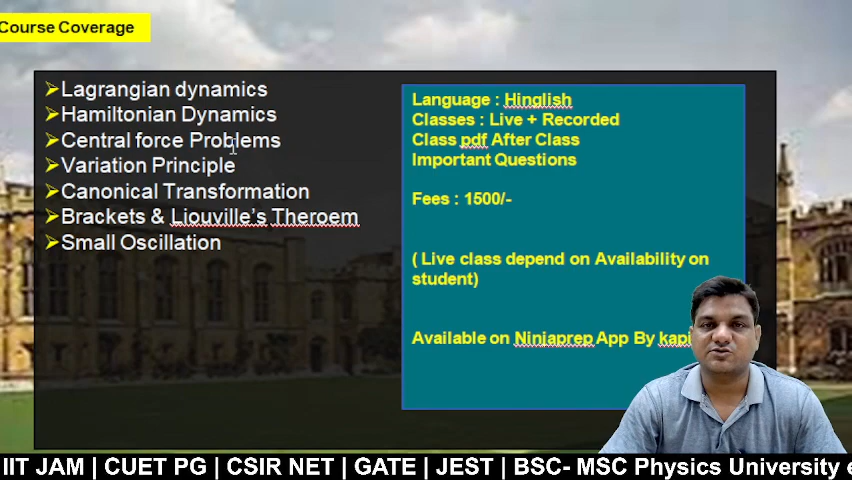 Course Coverage
➢Lagrangian dynamics
➢Hamiltonian Dynamics
➢Central force Problems
➢Variation Principle
➢Canonical Transformation
➢Brackets & Liouville's Theroem
➢Small Oscillation
Language : Hinglish
Classes : Live + Recorded
Class pdf After Class
Important Questions
Fees : 1500/-
( Live class depend on Availability on
student)
Available on Ninjaprep App By
IIT JAM | CUET PG | CSIR NET | GATE | JEST | BSC- MSC Physics University